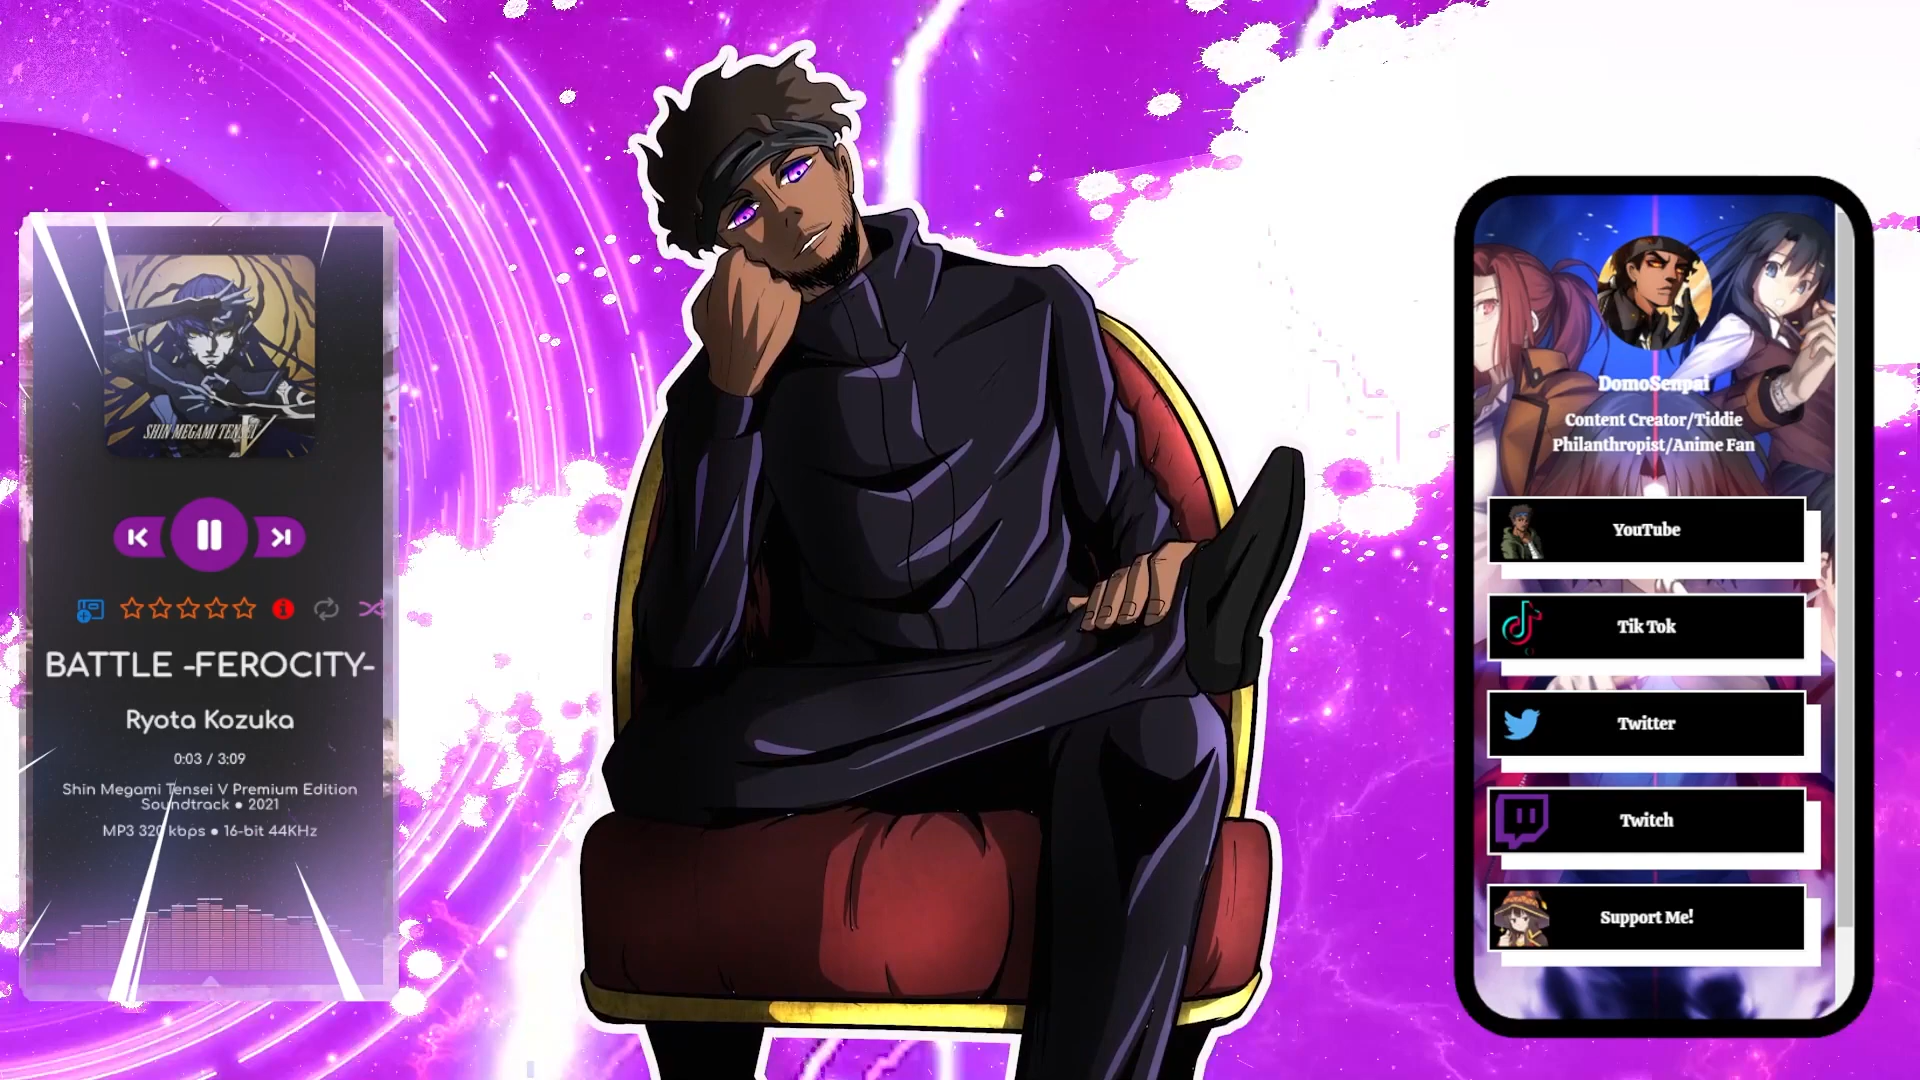 SHIN MEGAMI TENSEI V
BATTLE -FEROCITY-
Ryota Kozuka
0:03 / 3:09
Shin Megami Tensei V Premium Edition
Soundtrack ● 2021
MP3 320 kbps ● 16-bit 44KHz
DomoSenpai
Content Creator/Tiddie
Philanthropist/Anime Fan
YouTube
Tik Tok
Twitter
Twitch
Support Me!